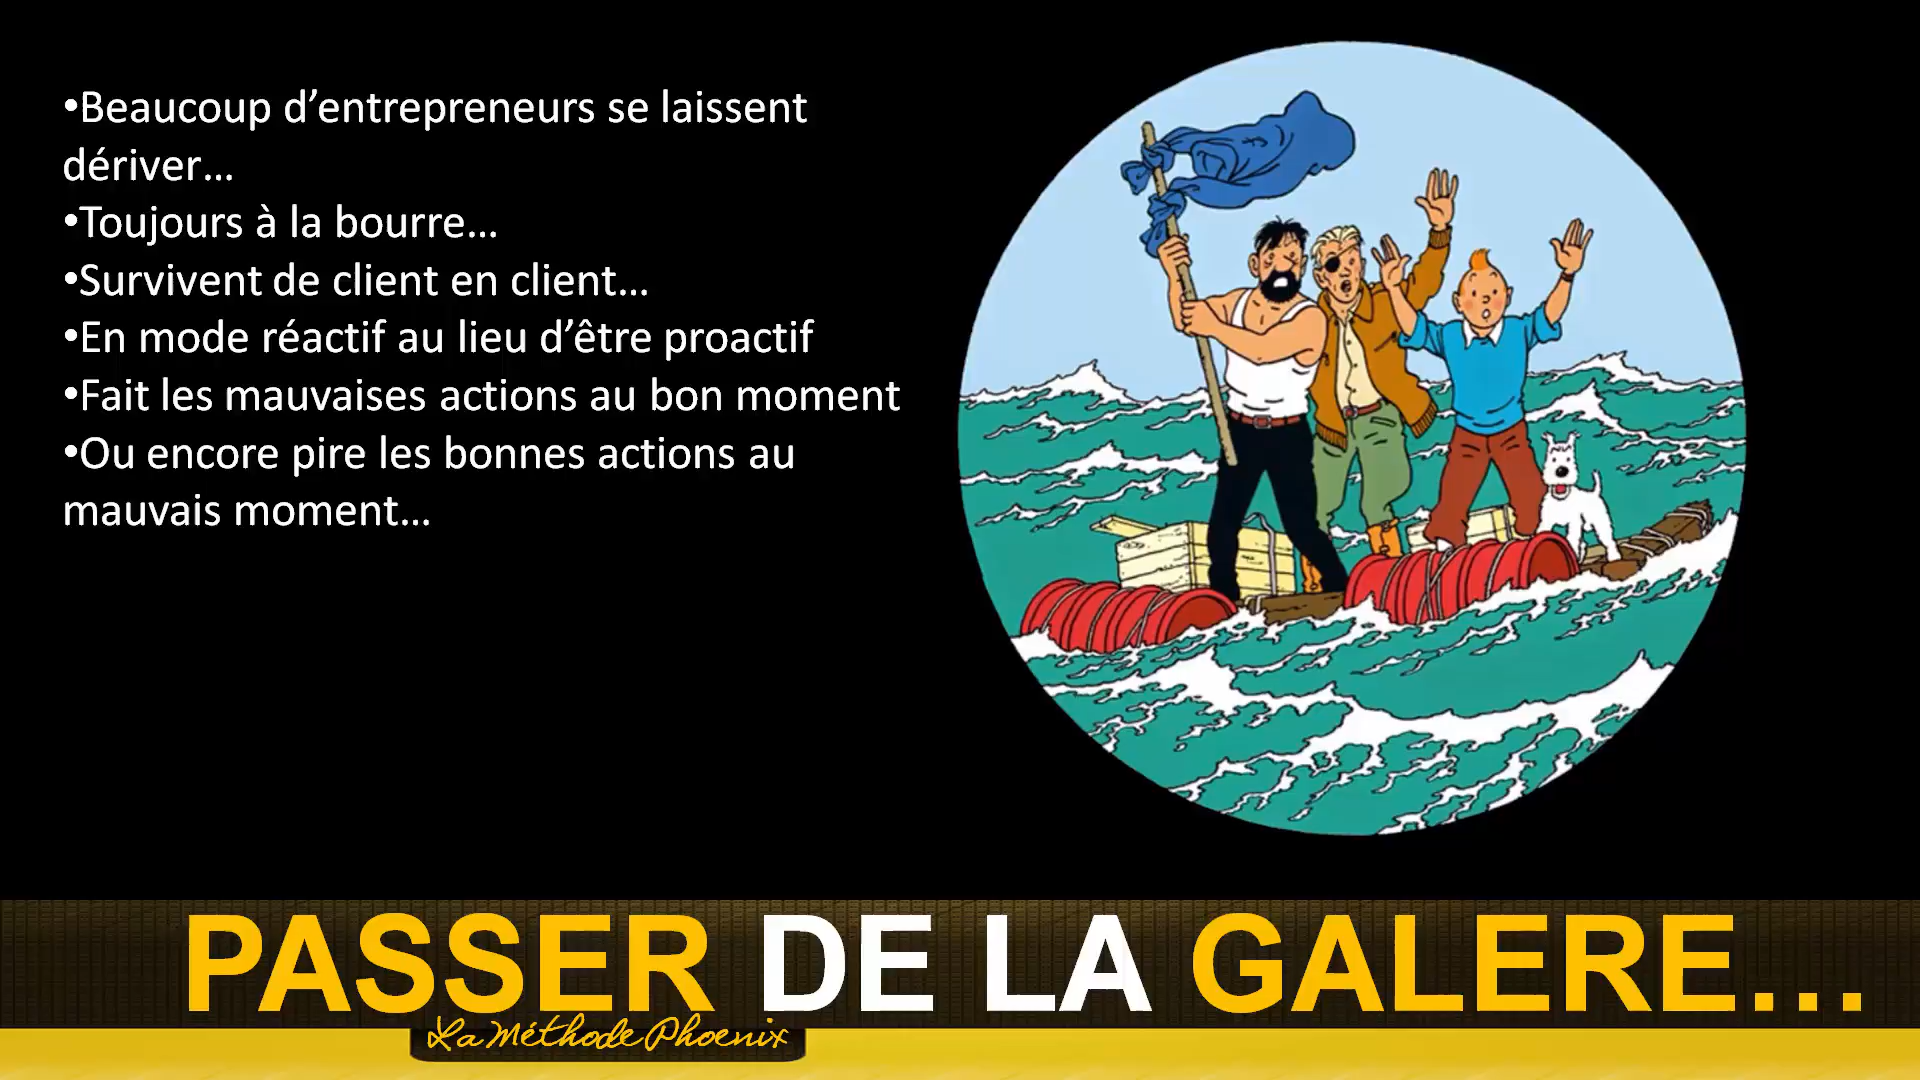 •Beaucoup d’entrepreneurs se laissent
dériver…
•Toujours à la bourre…
•Survivent de client en client…
•En mode réactif au lieu d’être proactif
•Fait les mauvaises actions au bon moment
•Ou encore pire les bonnes actions au
mauvais moment…
PASSER DE LA GALERE…
La Méthode Phoenix